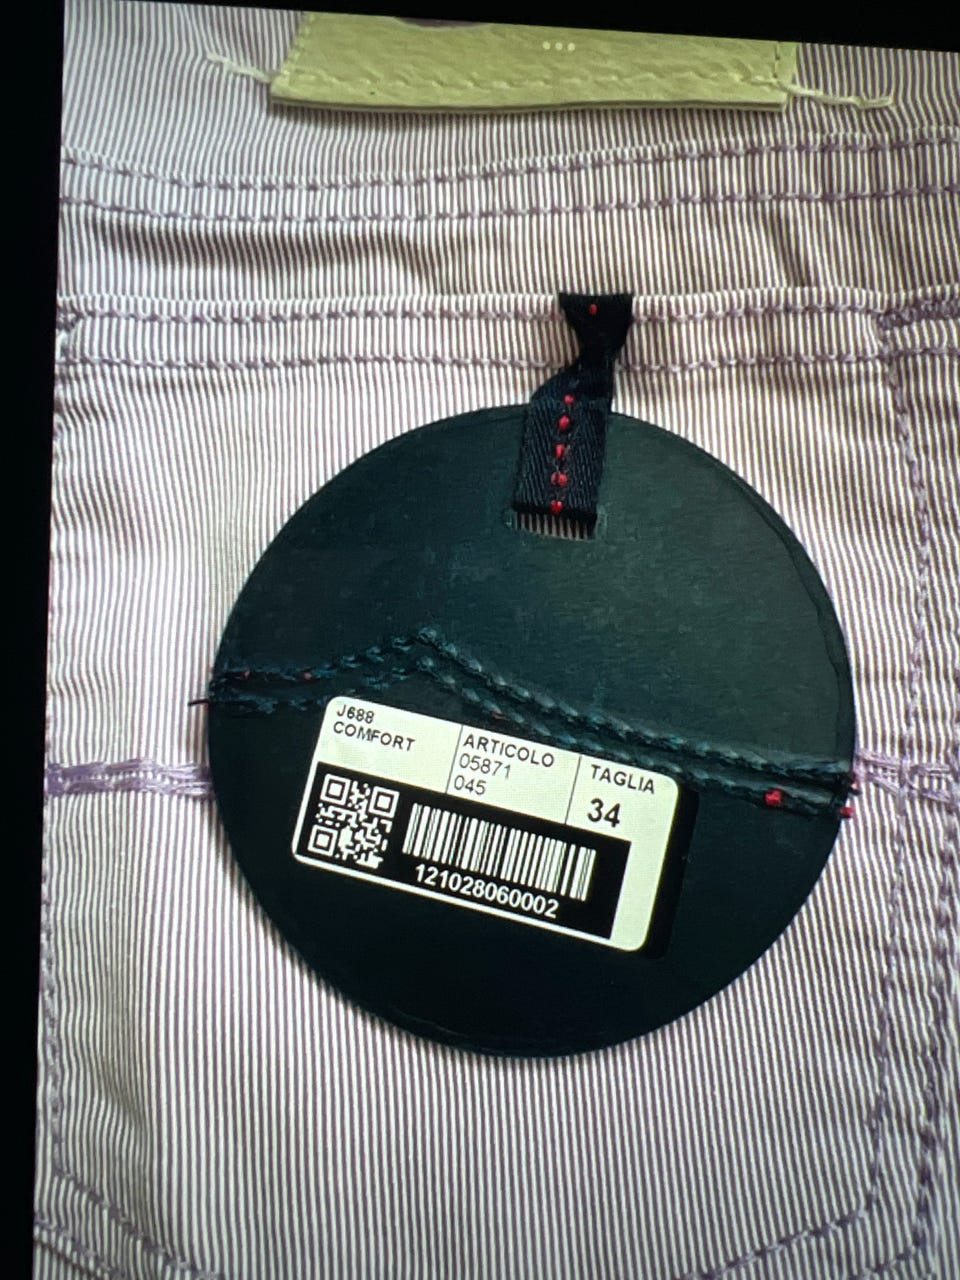 J688
COMFORT
ARTICOLO
05871
045
TAGLIA
34
121028060002